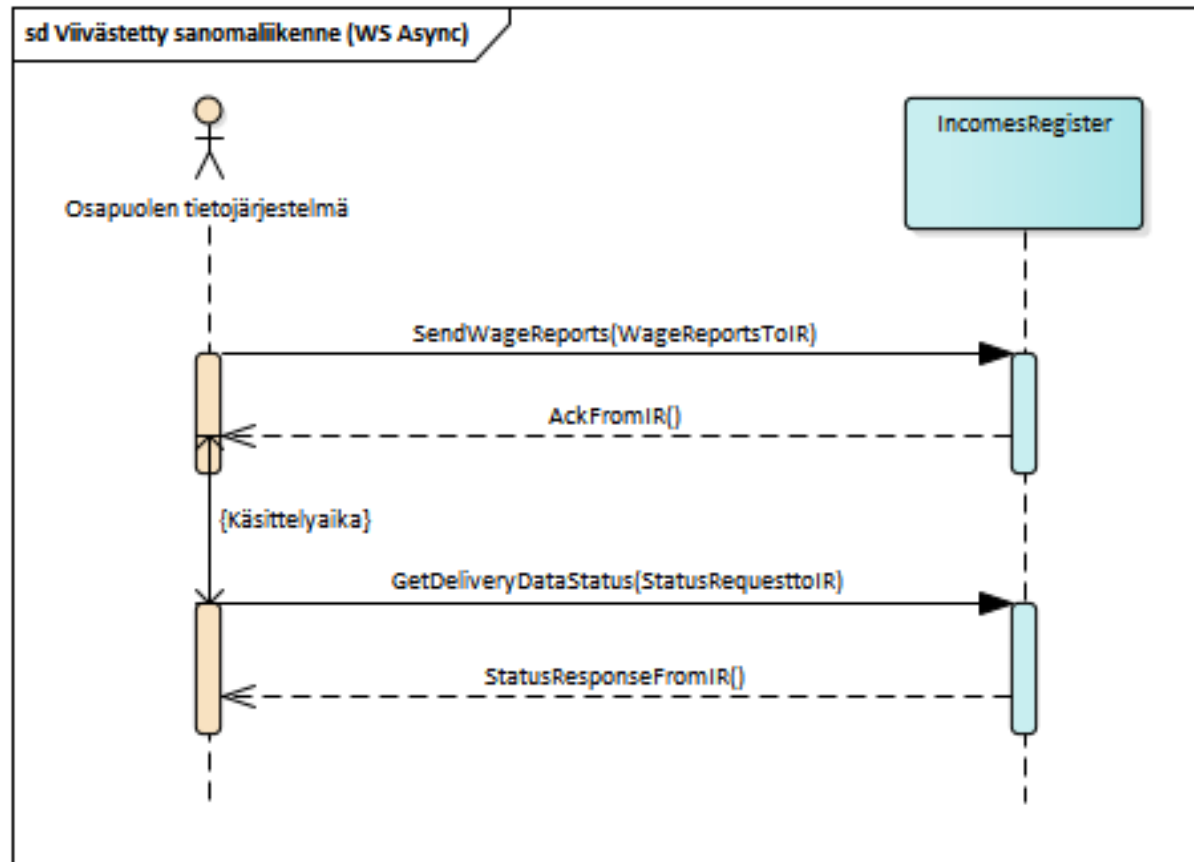 sd Viivästetty sanomaliikenne (WS Async)
IncomesRegister
Osapuolen tietojärjestelmä
SendWageReports(WageReportsToIR)
AckFromIR()
{Käsittelyaika}
GetDeliveryDataStatus(StatusRequesttoIR)
StatusResponseFromIR()